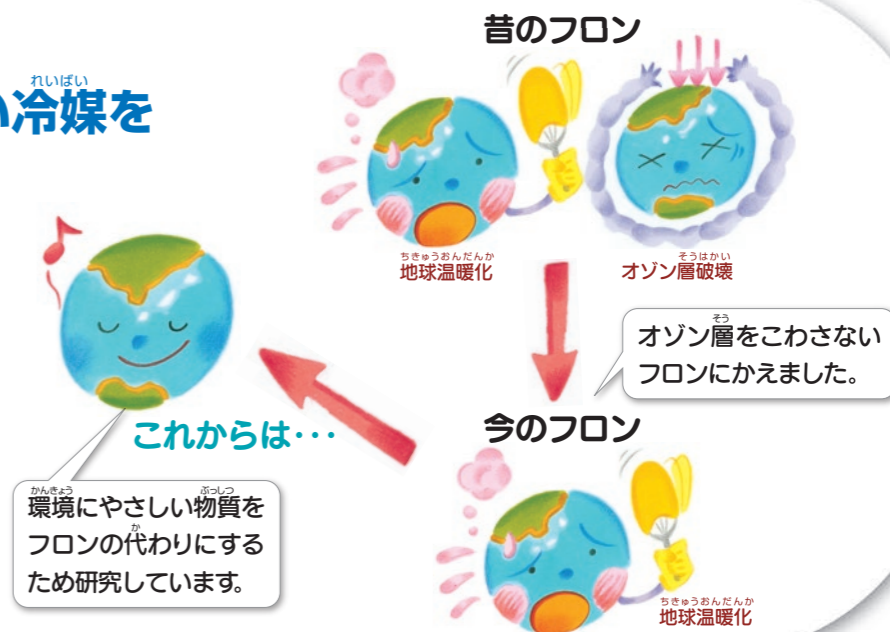 れいばい
い冷媒を
昔のフロン
ちきゅうおんだんか
地球温暖化
そうはかい
オゾン層破壊
そう
オゾン層をこわさない
フロンにかえました。
今のフロン
ちきゅうおんだんか
地球温暖化
これからは・・・
かんきょう ぶっしつ
環境にやさしい物質を
か
フロンの代わりにする
ため研究しています。